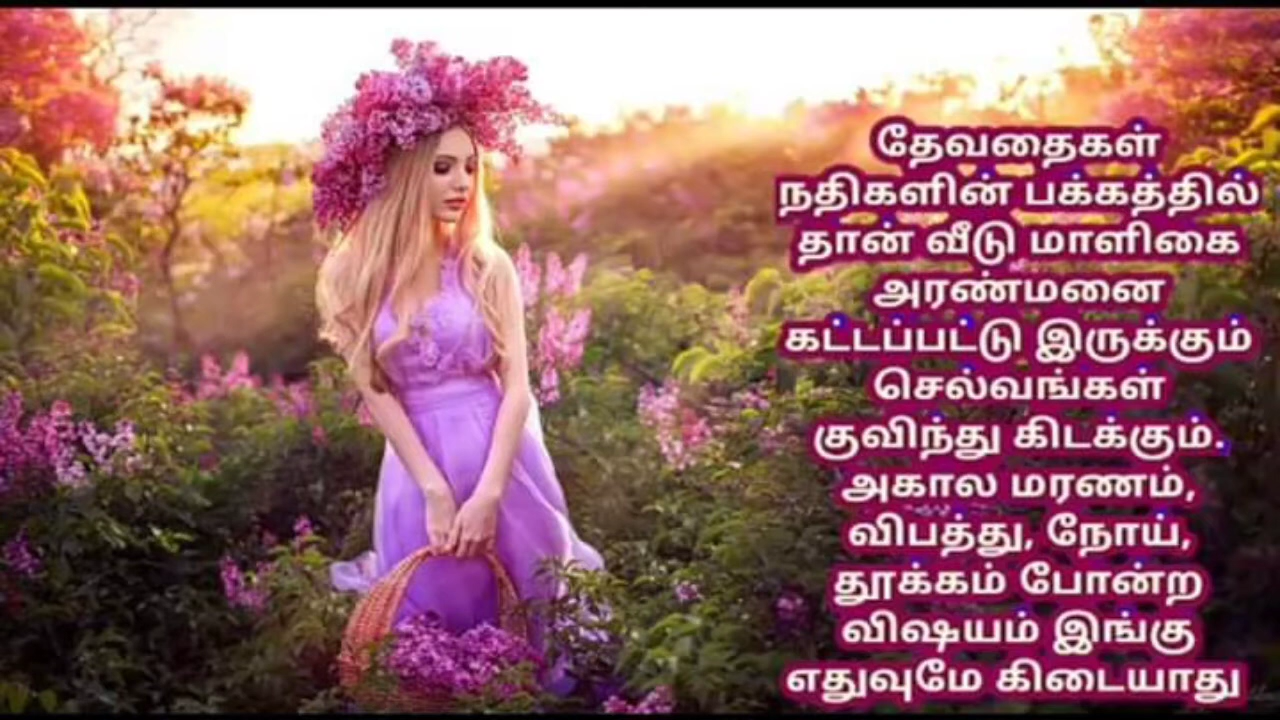 தேவதைகள்
நதிகளின் பக்கத்தில்
தான் வீடு மாளிகை
அரண்மனை
கட்டப்பட்டு இருக்கும்
செல்வங்கள்
குவிந்து கிடக்கும்.
அகால மரணம்,
விபத்து, நோய்,
தூக்கம் போன்ற
விஷயம் இங்கு
எதுவுமே கிடையாது